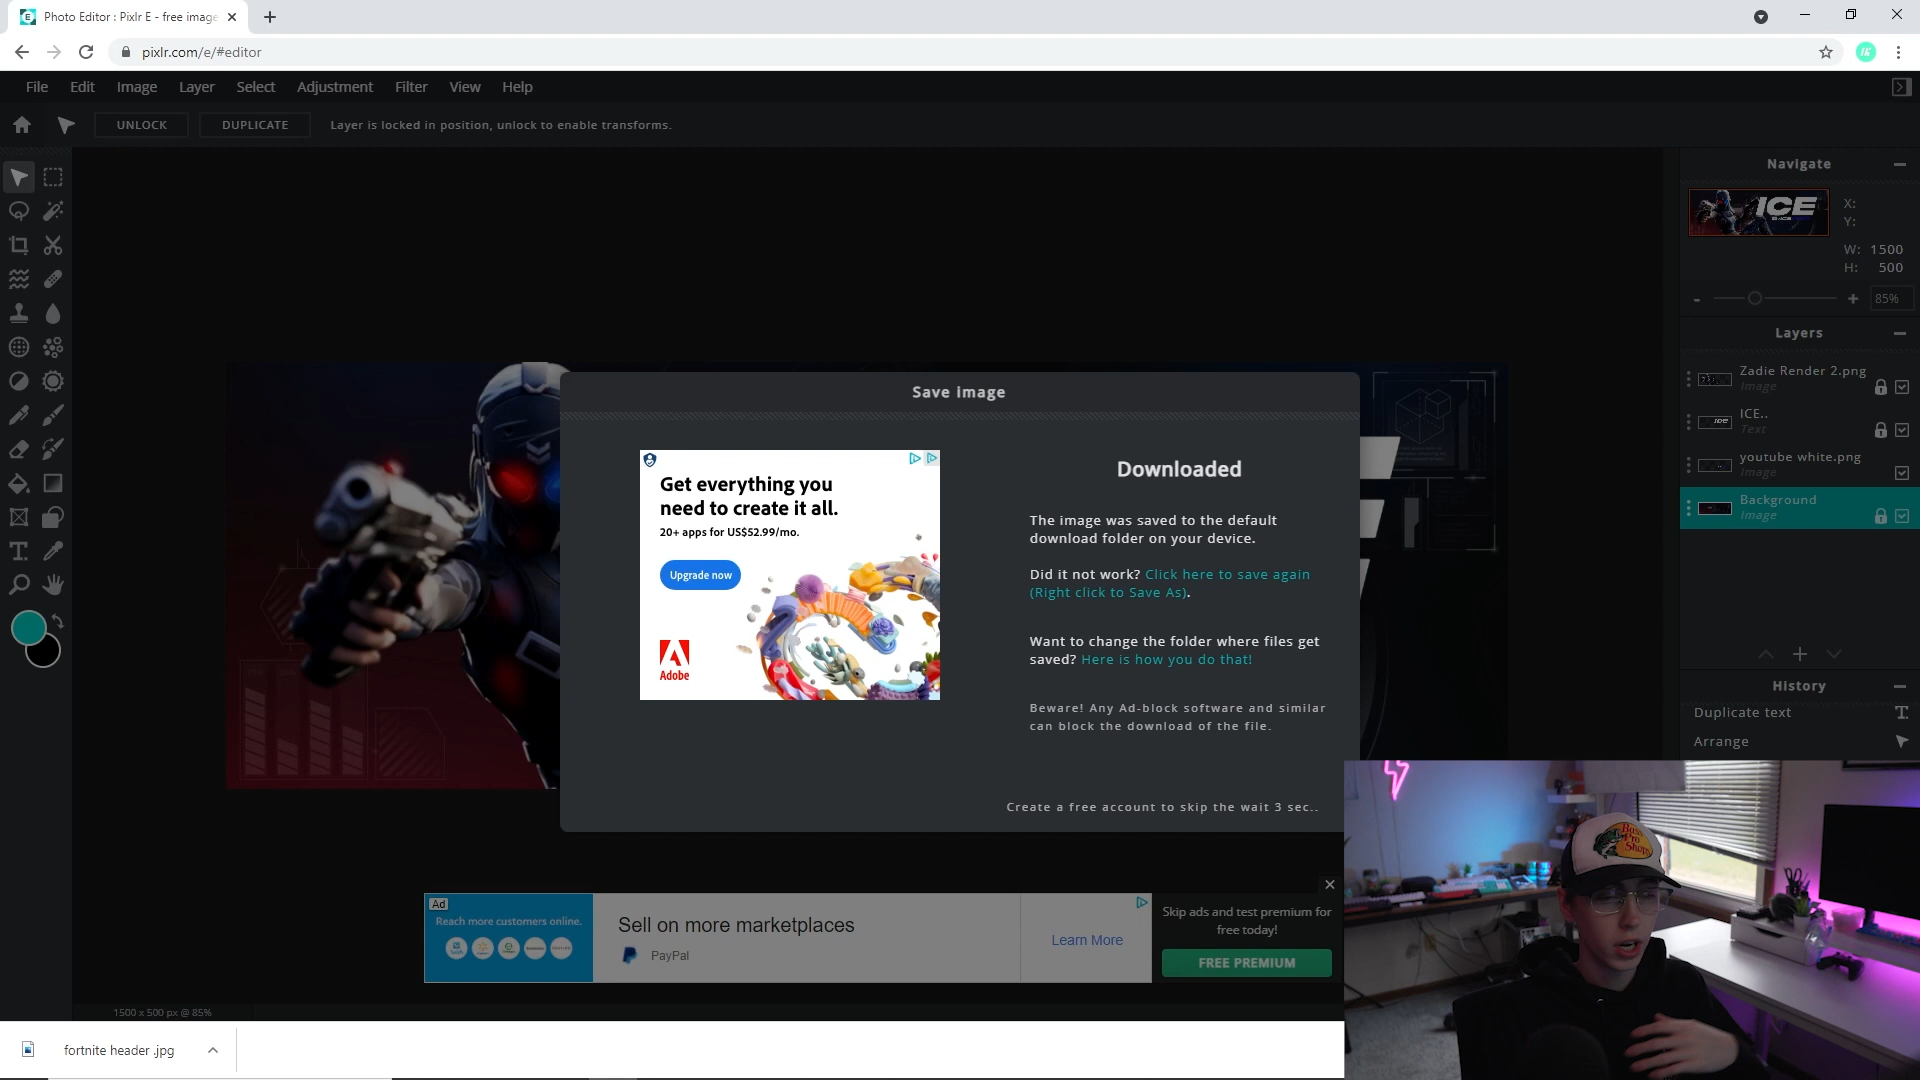 Photo Editor : Pixlr E - free image
pixlr.com/e/#editor
File Edit Image Layer Select Adjustment Filter View Help
UNLOCK DUPLICATE Layer is locked in position, unlock to enable transforms.
Navigate
ICE
X:
Y:
W: 1500
H: 500
- + 85%
Layers
Zadie Render 2.png
Image
ICE..
Text
youtube white.png
Image
Background
Image
History
Duplicate text
Arrange
Save image
Get everything you
need to create it all.
20+ apps for US$52.99/mo.
Upgrade now
Adobe
Downloaded
The image was saved to the default
download folder on your device.
Did it not work? Click here to save again
(Right click to Save As).
Want to change the folder where files get
saved? Here is how you do that!
Beware! Any Ad-block software and similar
can block the download of the file.
Create a free account to skip the wait 3 sec..
Ad
Reach more customers online.
Sell on more marketplaces
PayPal
Learn More
Skip ads and test premium for
free today!
FREE PREMIUM
Bass
Pro
Shops
1500 x 500 px @ 85%
fortnite header .jpg